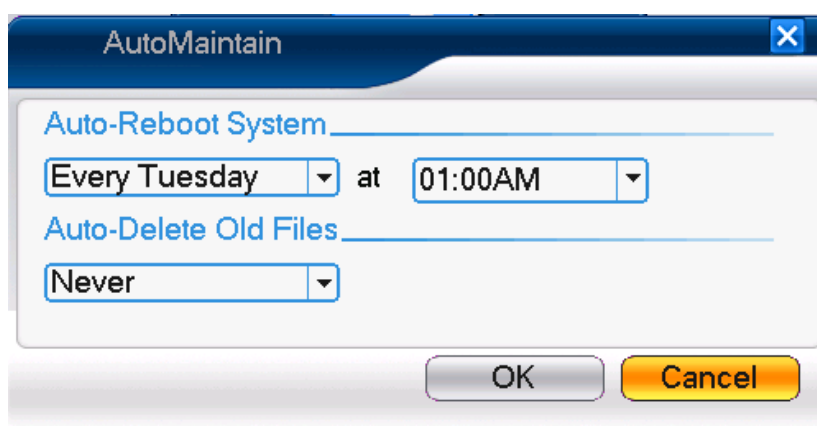 AutoMaintain
Auto-Reboot System
Every Tuesday at 01:00AM
Auto-Delete Old Files
Never
OK Cancel